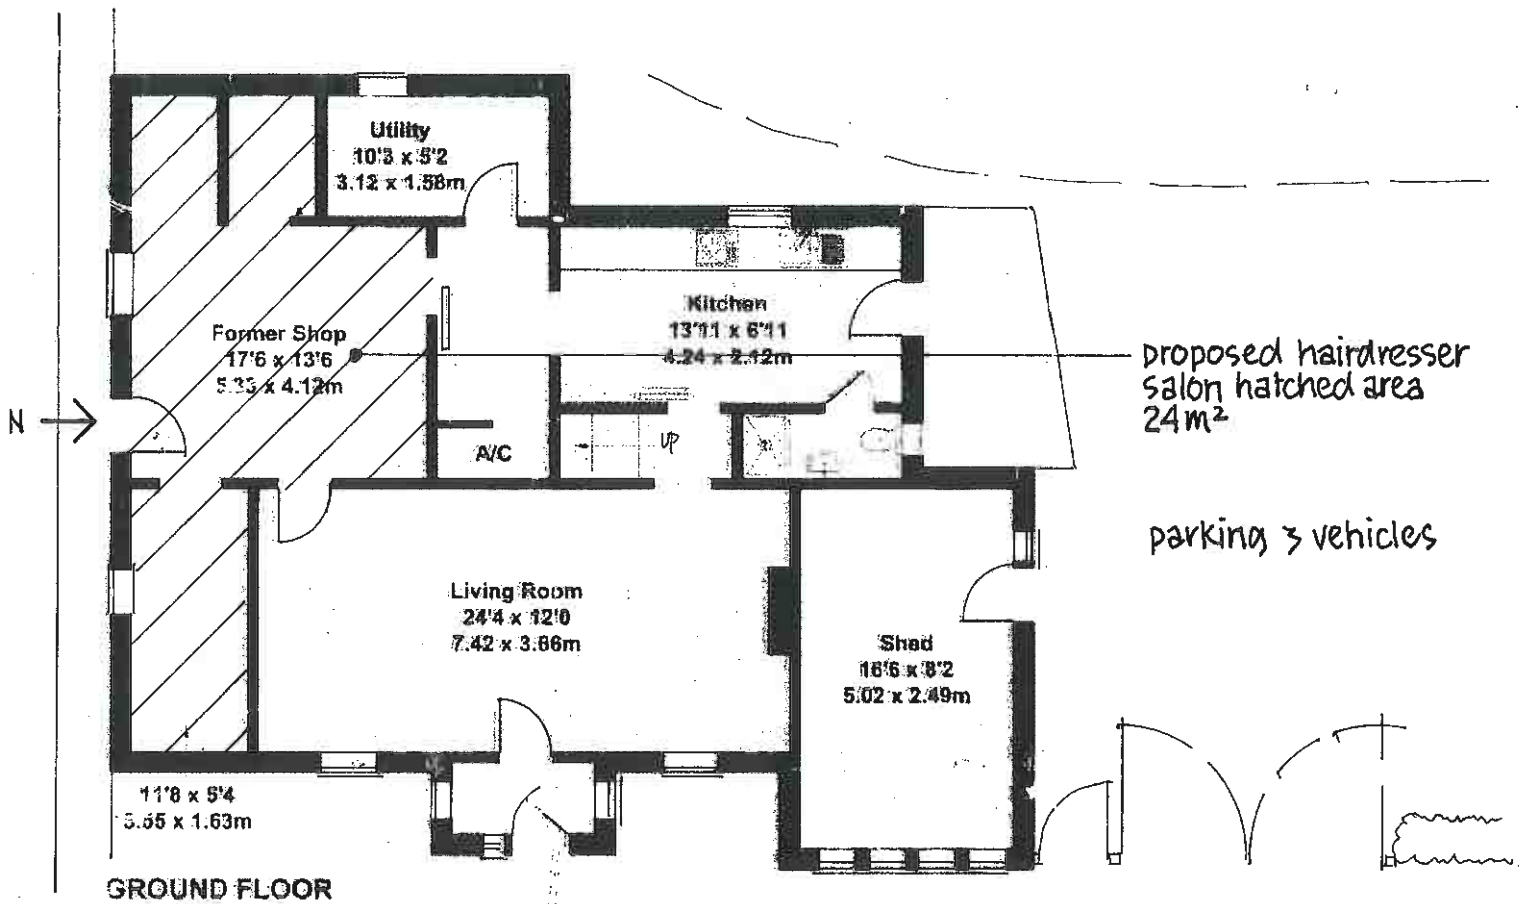 Utility
10'3 x 5'2
3.12 x 1.58m
Kitchen
13'11 x 6'11
4.24 x 2.12m
Former Shop
17'6 x 13'6
5.33 x 4.12m
proposed hairdresser
salon hatched area
24m²
N
UP
A/C
parking 3 vehicles
Living Room
24'4 x 12'0
7.42 x 3.66m
Shed
16'6 x 8'2
5.02 x 2.49m
11'8 x 5'4
3.55 x 1.63m
GROUND FLOOR